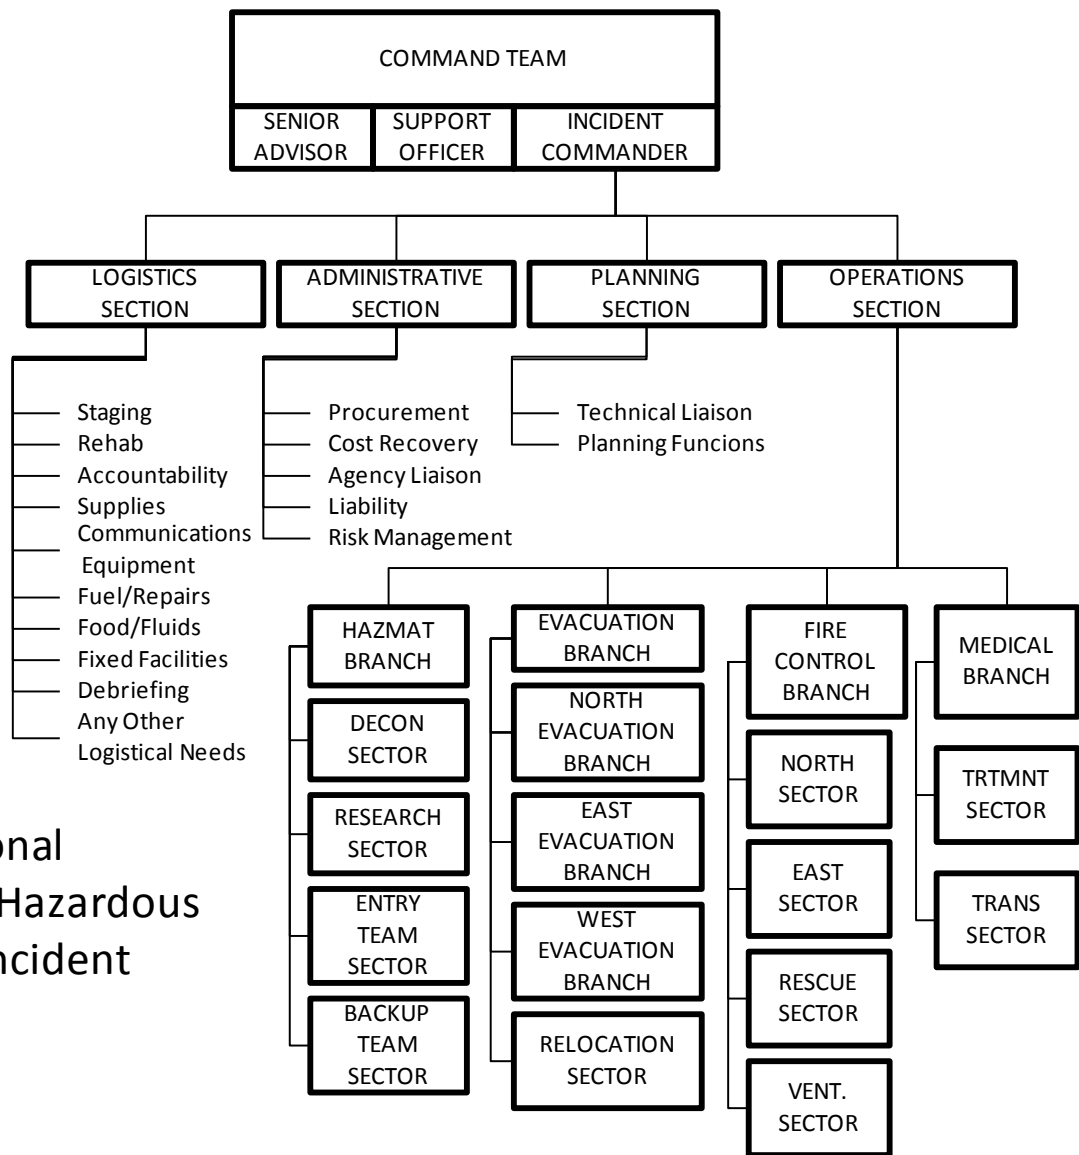 COMMAND TEAM
SENIOR
ADVISOR
SUPPORT
OFFICER
INCIDENT
COMMANDER
LOGISTICS
SECTION
ADMINISTRATIVE
SECTION
PLANNING
SECTION
OPERATIONS
SECTION
Staging
Rehab
Accountability
Supplies
Communications
Equipment
Fuel/Repairs
Food/Fluids
Fixed Facilities
Debriefing
Any Other
Logistical Needs
Procurement
Cost Recovery
Agency Liaison
Liability
Risk Management
Technical Liaison
Planning Funcions
HAZMAT
BRANCH
DECON
SECTOR
RESEARCH
SECTOR
ENTRY
TEAM
SECTOR
BACKUP
TEAM
SECTOR
EVACUATION
BRANCH
NORTH
EVACUATION
BRANCH
EAST
EVACUATION
BRANCH
WEST
EVACUATION
BRANCH
RELOCATION
SECTOR
FIRE
CONTROL
BRANCH
NORTH
SECTOR
EAST
SECTOR
RESCUE
SECTOR
VENT.
SECTOR
MEDICAL
BRANCH
TRTMNT
SECTOR
TRANS
SECTOR
onal
Hazardous
ncident